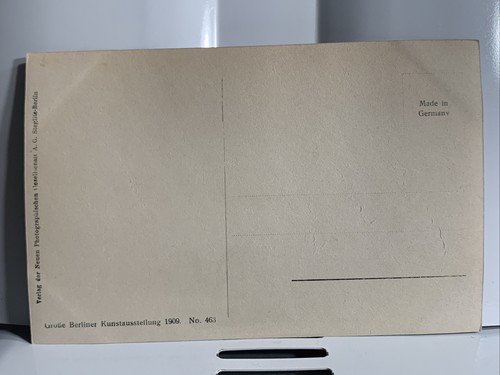 Made in
Germany
Verlag der Neuen Photographischen Gesellschaft A. G. Steglitz-Berlin
Große Berliner Kunstausstellung 1909. No. 463